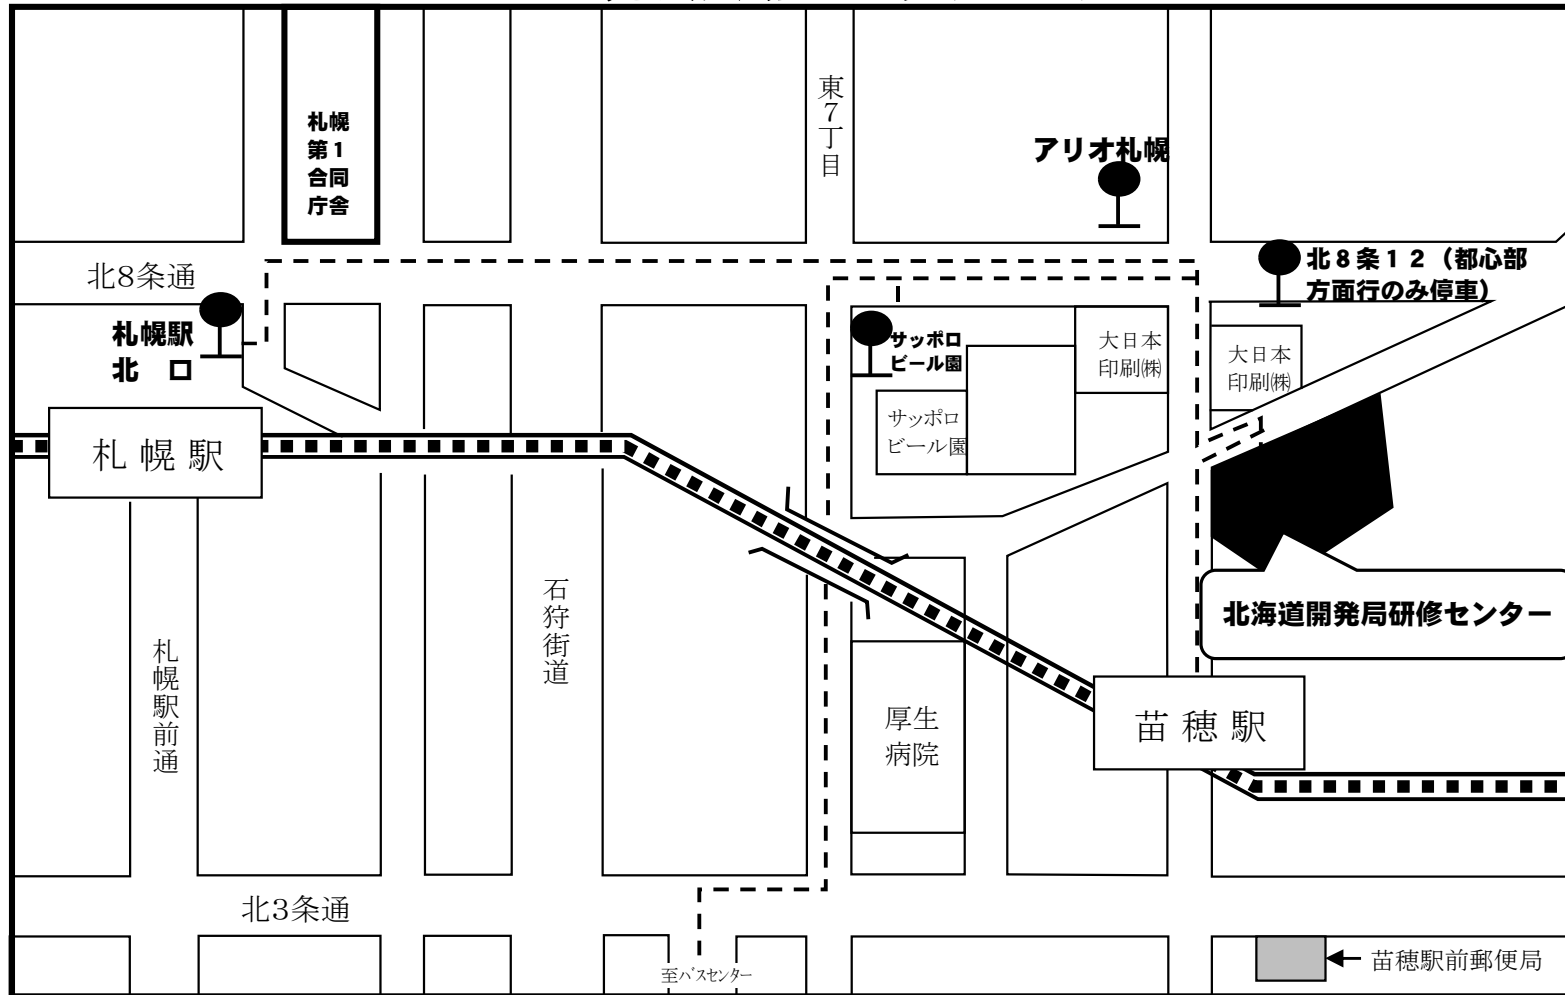 札幌
第１
合同
庁舎
東７丁目
アリオ札幌
北8条通
北８条１２（都心部
方面行のみ停車）
札幌駅
北　口
サッポロ
ビール園
大日本
印刷㈱
大日本
印刷㈱
サッポロ
ビール園
札幌駅
石狩街道
北海道開発局研修センター
札幌駅前通
厚生
病院
苗穂駅
北3条通
至バスセンター
苗穂駅前郵便局